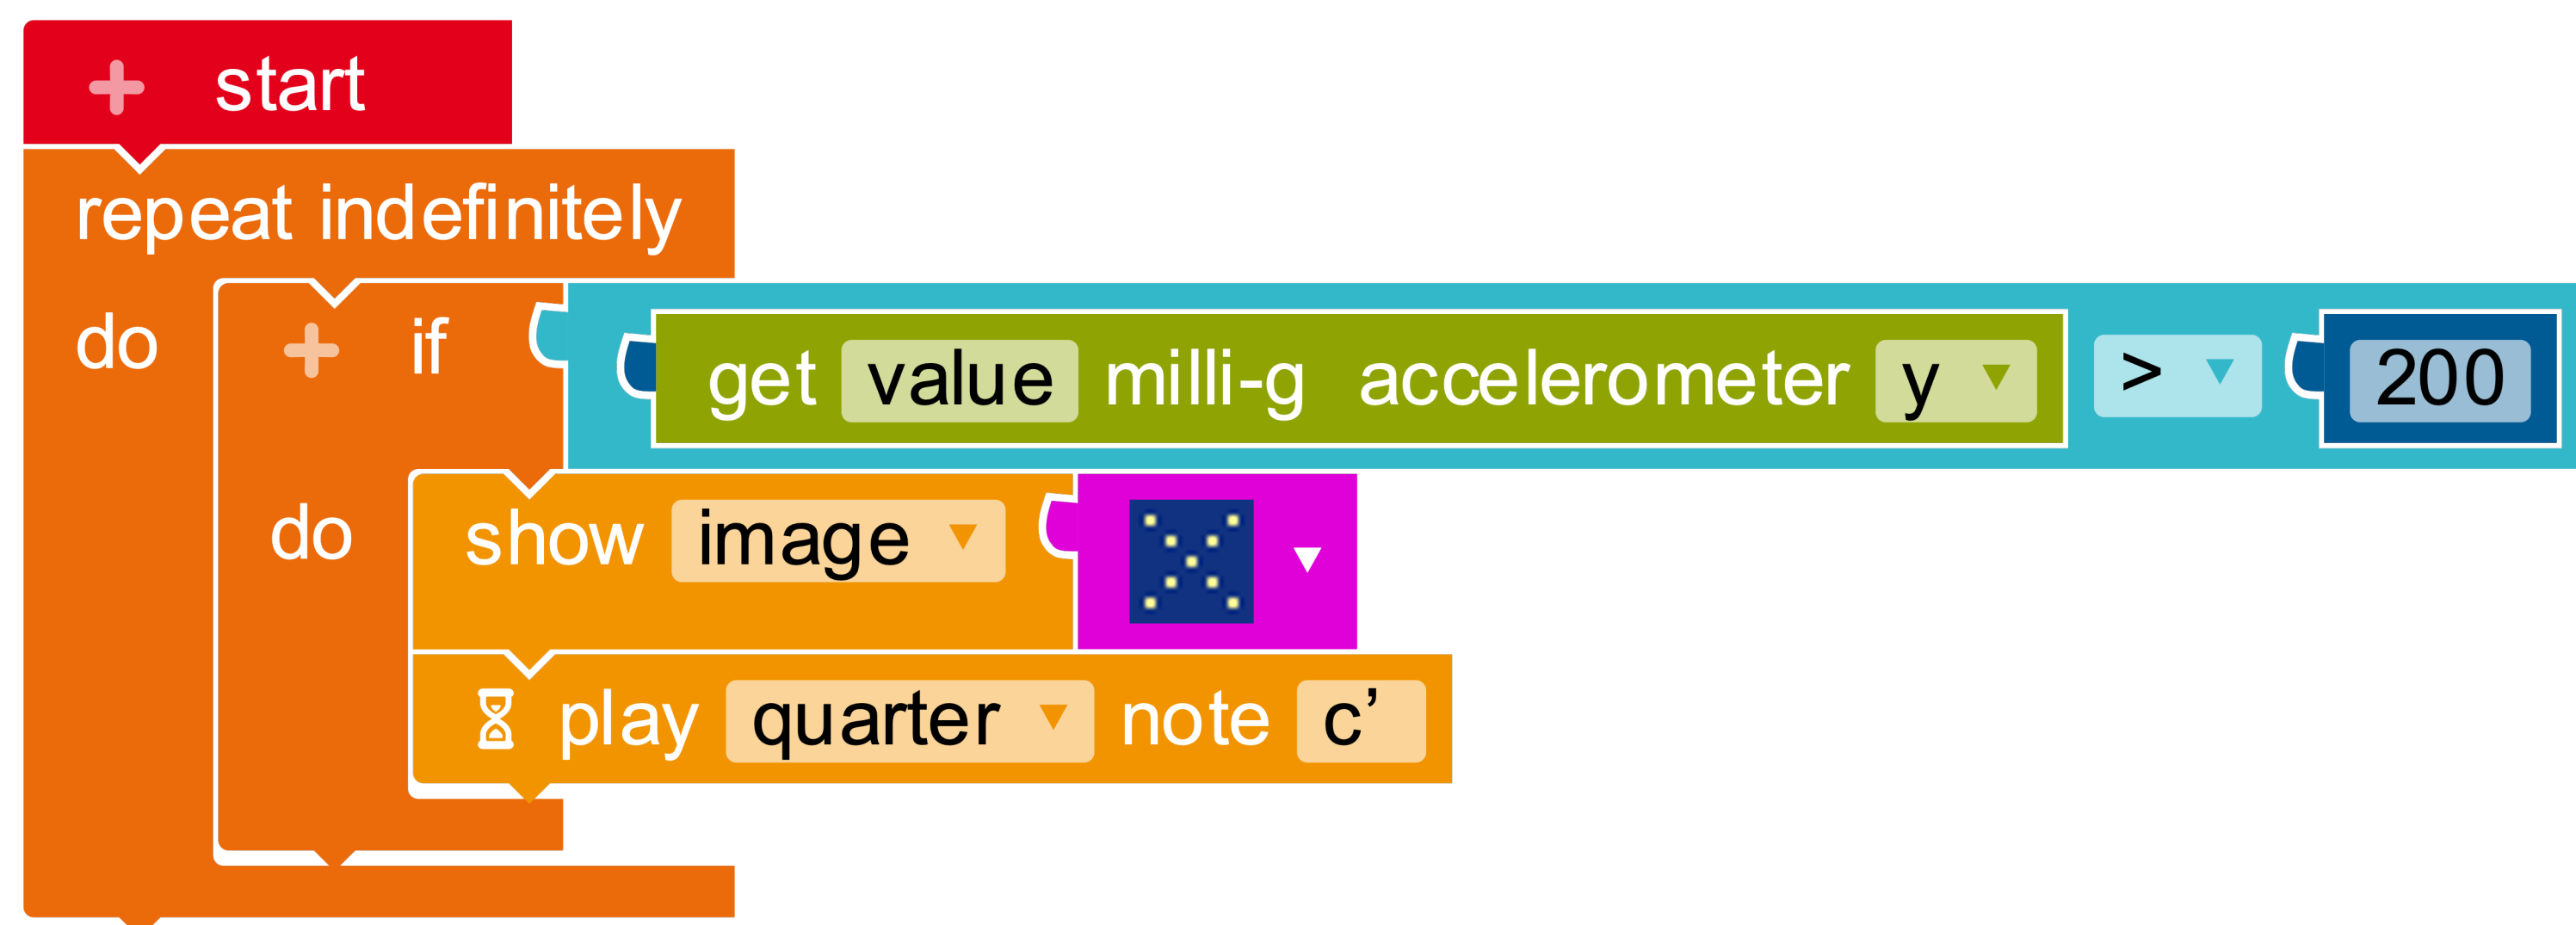 start
repeat indefinitely
do if get value milli-g accelerometer y > 200
do show image
play quarter note c’